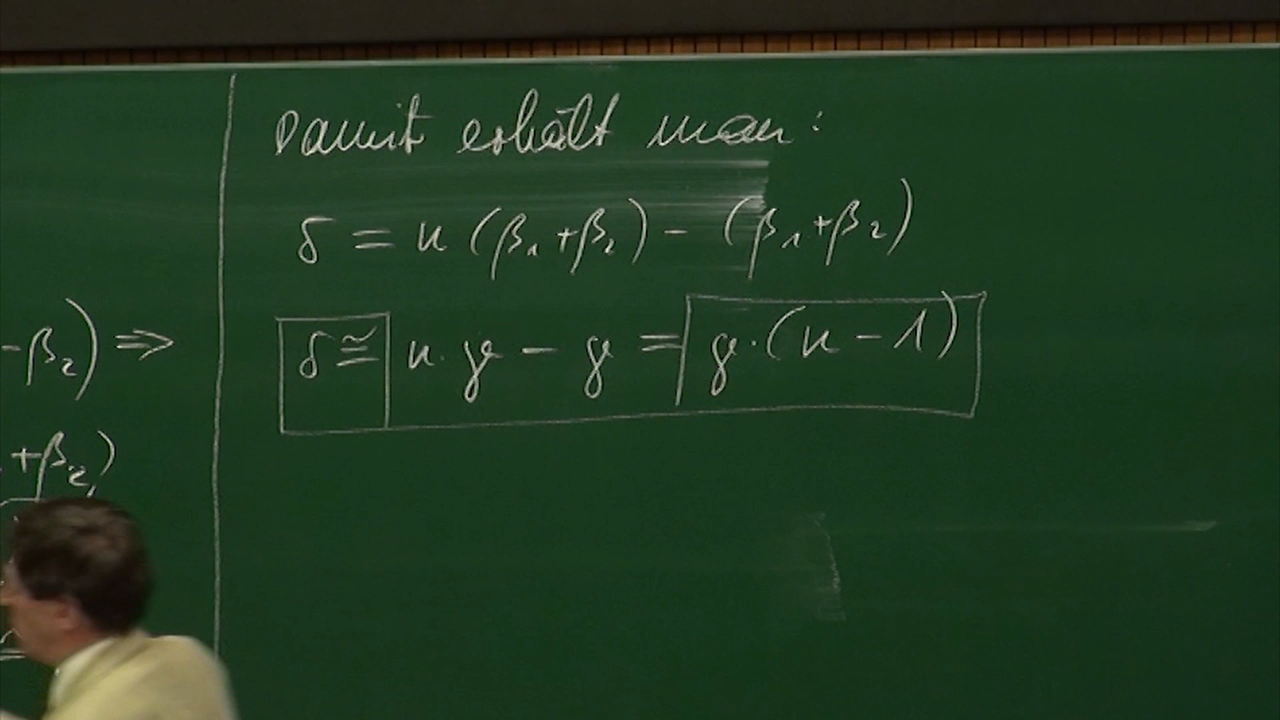 -β₂) ⇒
+β₂)
Damit erhält man:
δ = n (β₁+β₂) - (β₁+β₂)
δ ≅ n·γ - γ = γ·(n - 1)